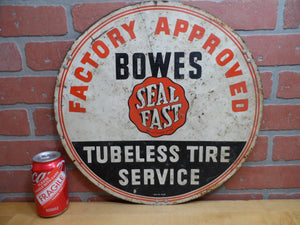 FACTORY APPROVED
BOWES
SEAL
FAST
TUBELESS TIRE
SERVICE
FRAGILE